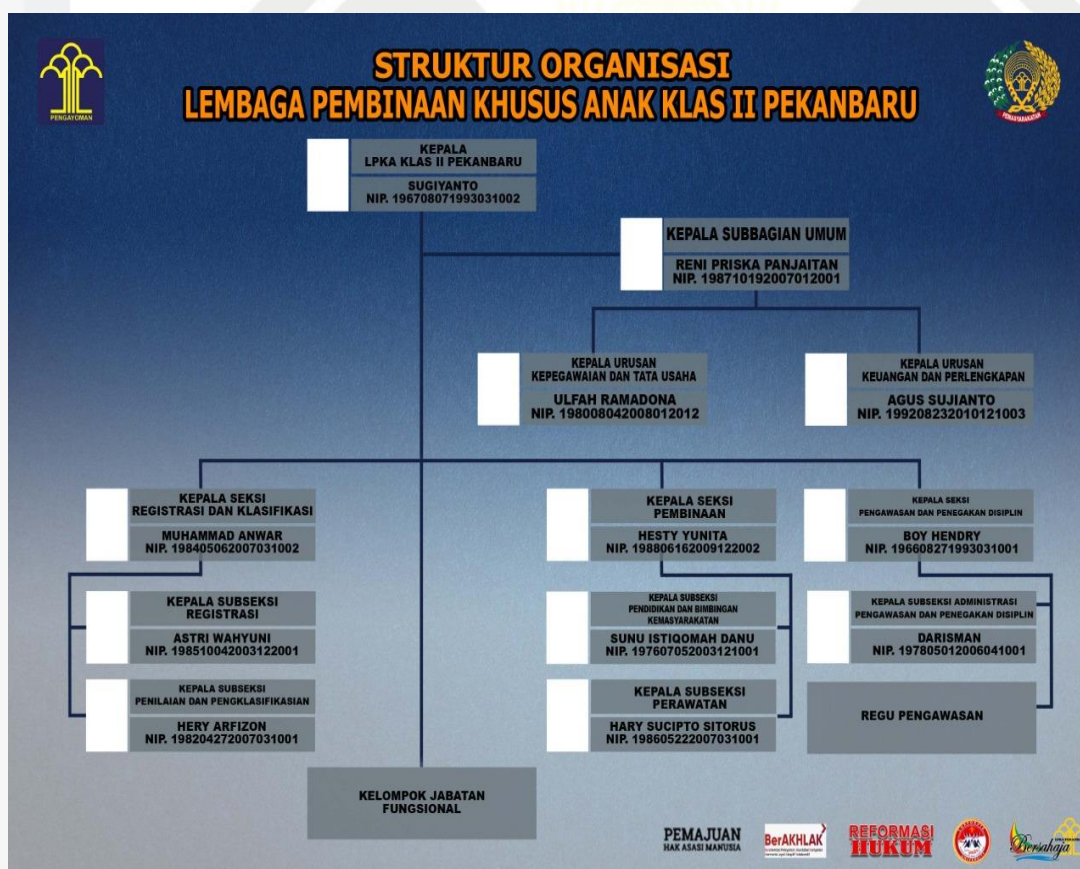 STRUKTUR ORGANISASI
LEMBAGA PEMBINAAN KHUSUS ANAK KLAS II PEKANBARU
PENGAYOMAN
PEMASYARAKATAN
KEPALA
LPKA KLAS II PEKANBARU
SUGIYANTO
NIP. 196708071993031002
KEPALA SUBBAGIAN UMUM
RENI PRISKA PANJAITAN
NIP. 198710192007012001
KEPALA URUSAN
KEPEGAWAIAN DAN TATA USAHA
ULFAH RAMADONA
NIP. 198008042008012012
KEPALA URUSAN
KEUANGAN DAN PERLENGKAPAN
AGUS SUJIANTO
NIP. 199208232010121003
KEPALA SEKSI
REGISTRASI DAN KLASIFIKASI
MUHAMMAD ANWAR
NIP. 198405062007031002
KEPALA SEKSI
PEMBINAAN
HESTY YUNITA
NIP. 198806162009122002
KEPALA SEKSI
PENGAWASAN DAN PENEGAKAN DISIPLIN
BOY HENDRY
NIP. 196608271993031001
KEPALA SUBSEKSI
REGISTRASI
ASTRI WAHYUNI
NIP. 198510042003122001
KEPALA SUBSEKSI
PENDIDIKAN DAN BIMBINGAN
KEMASYARAKATAN
SUNU ISTIQOMAH DANU
NIP. 197607052003121001
KEPALA SUBSEKSI ADMINISTRASI
PENGAWASAN DAN PENEGAKAN DISIPLIN
DARISMAN
NIP. 197805012006041001
KEPALA SUBSEKSI
PENILAIAN DAN PENGKLASIFIKASIAN
HERY ARFIZON
NIP. 198204272007031001
KEPALA SUBSEKSI
PERAWATAN
HARY SUCIPTO SITORUS
NIP. 198605222007031001
REGU PENGAWASAN
KELOMPOK JABATAN
FUNGSIONAL
PEMAJUAN
HAK ASASI MANUSIA
BerAKHLAK
REFORMASI
HUKUM
Bersahaja